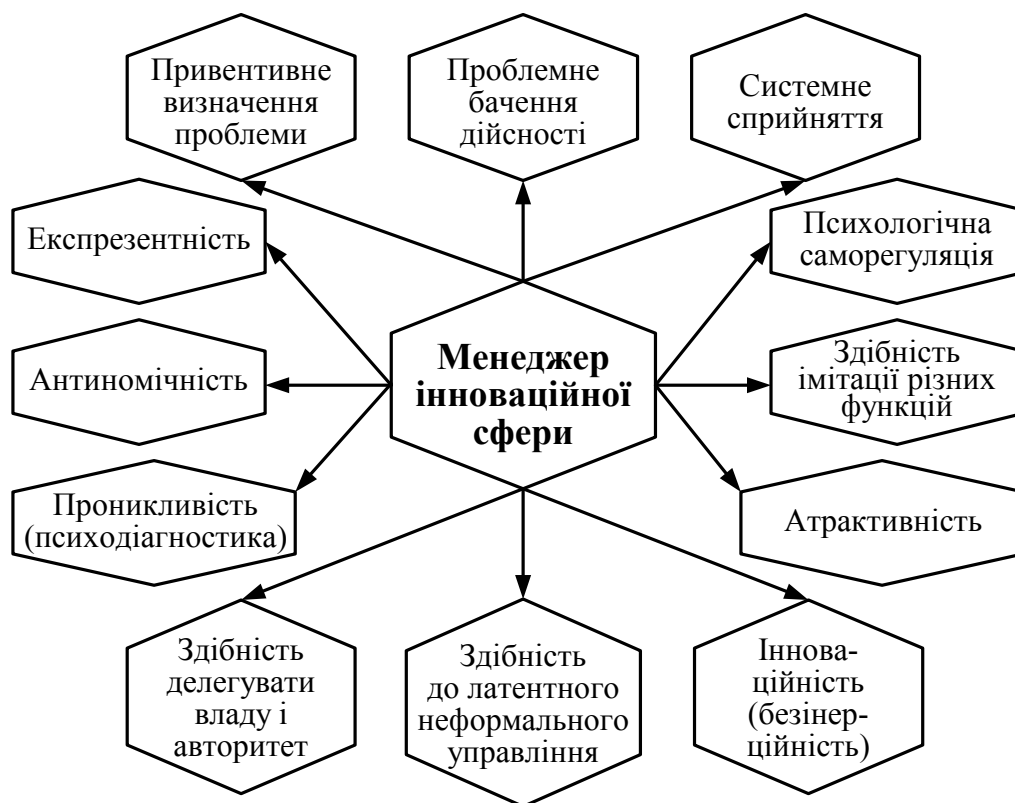 Привентивне
визначення
проблеми
Проблемне
бачення
дійсності
Системне
сприйняття
Експрезентність
Психологічна
саморегуляція
Антиномічність
Менеджер
інноваційної
сфери
Здібність
імітації різних
функцій
Проникливість
(психодіагностика)
Атрактивність
Здібність
делегувати
владу і
авторитет
Здібність
до латентного
неформального
управління
Іннова-
ційність
(безінер-
ційність)